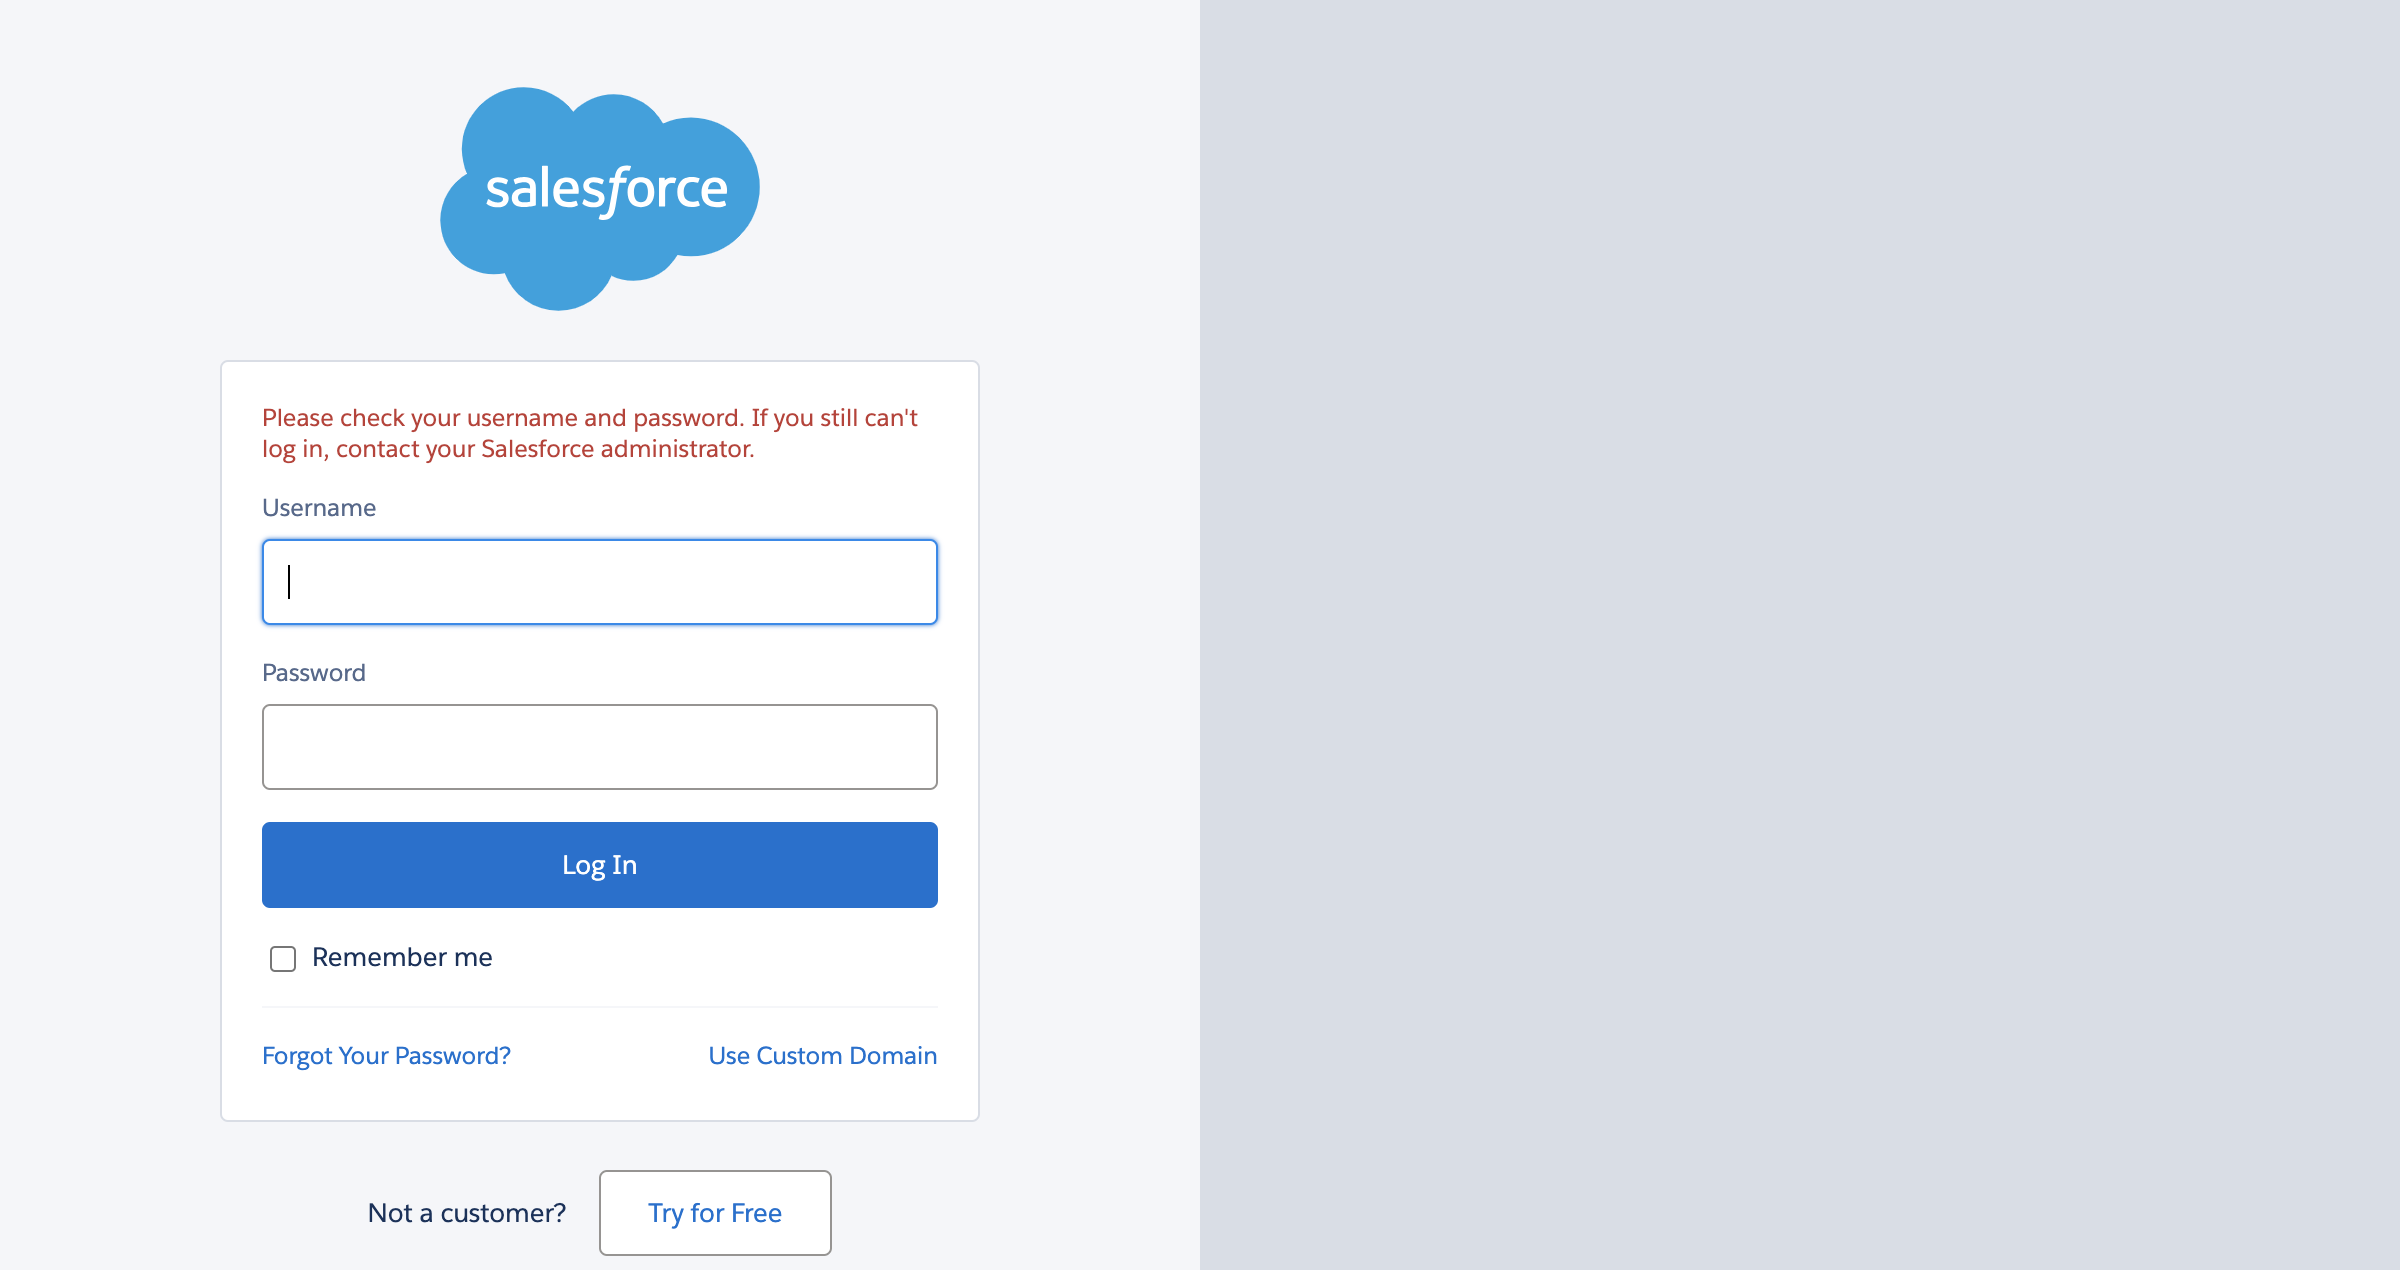 salesforce
Please check your username and password. If you still can't
log in, contact your Salesforce administrator.
Username
Password
Log In
Remember me
Forgot Your Password? Use Custom Domain
Not a customer? Try for Free